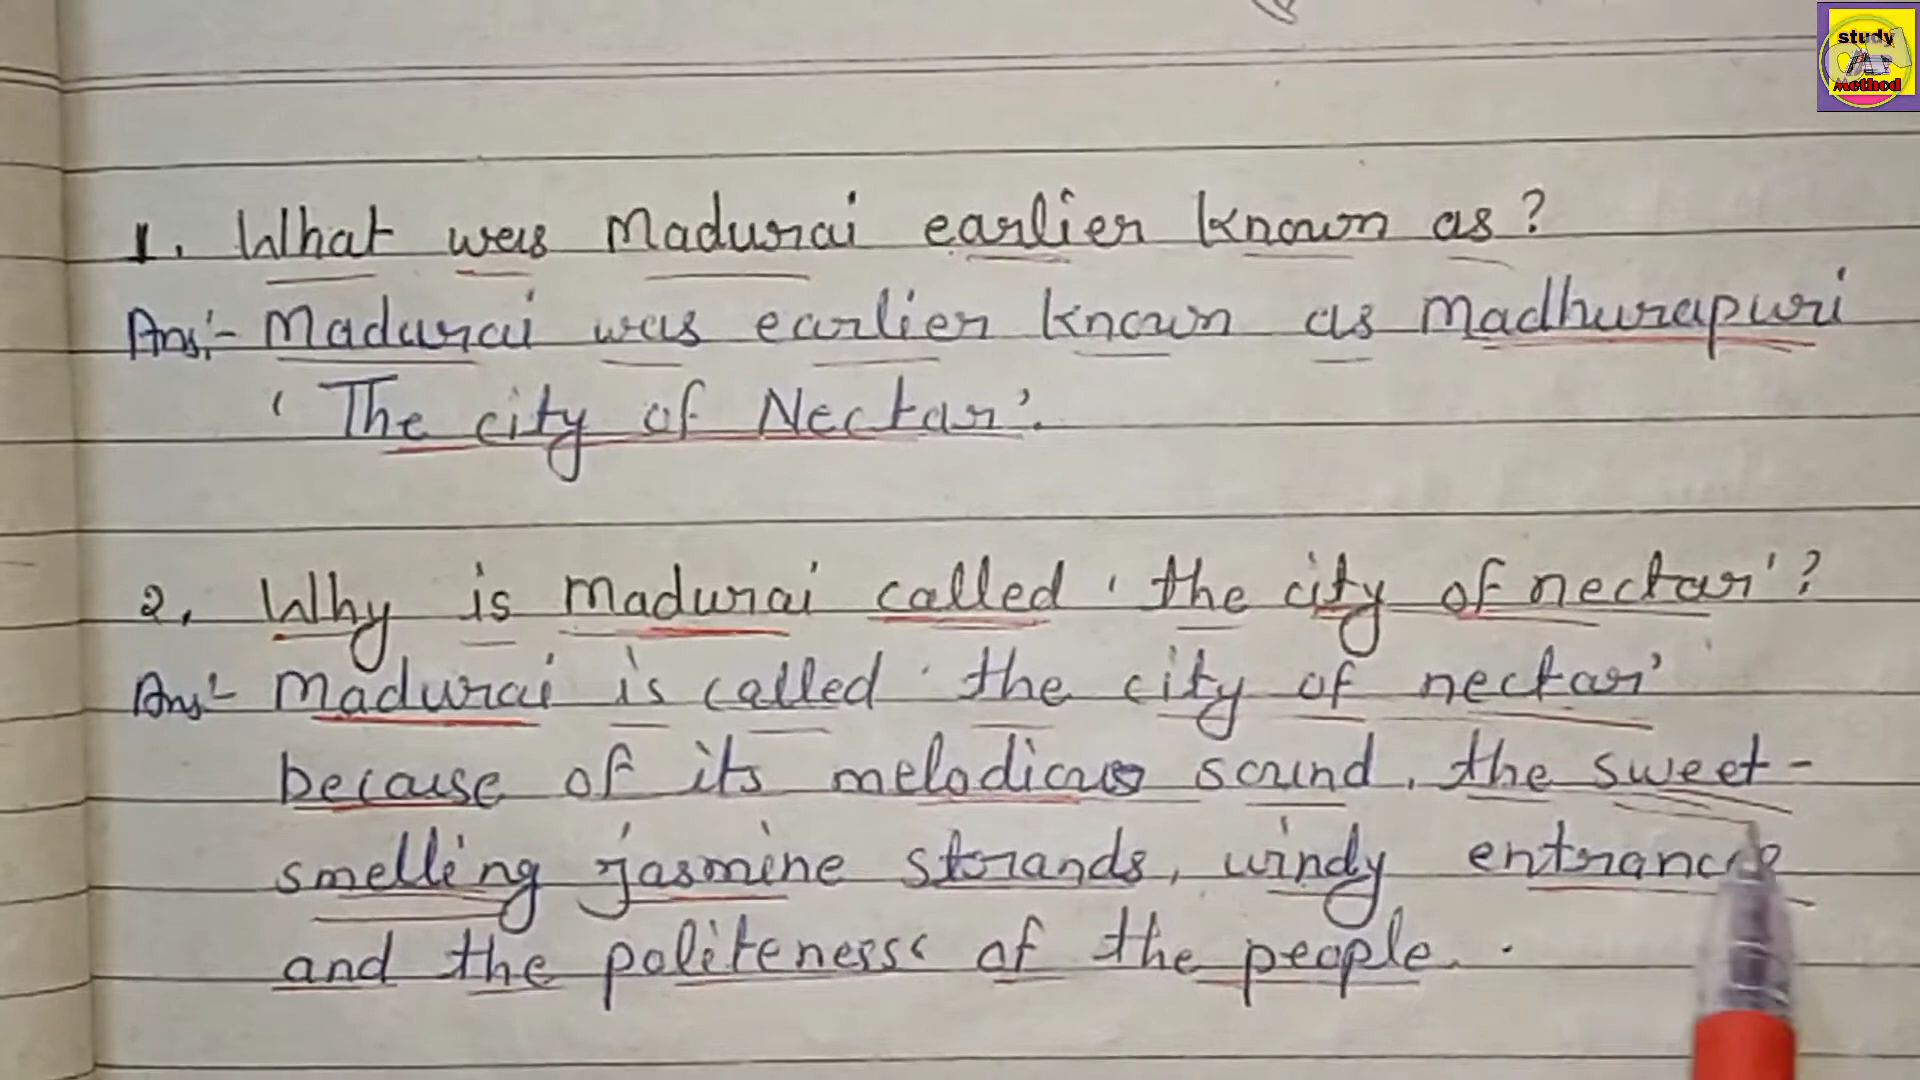 study
Art
Method
1. What was Madurai earlier known as?
Ans:- Madurai was earlier known as Madhurapuri
'The city of Nectar'.
2. Why is Madurai called 'the city of nectar'?
Ans:- Madurai is called 'the city of nectar'
because of its melodious sound, the sweet-
smelling jasmine strands, windy entrance
and the politeness of the people.